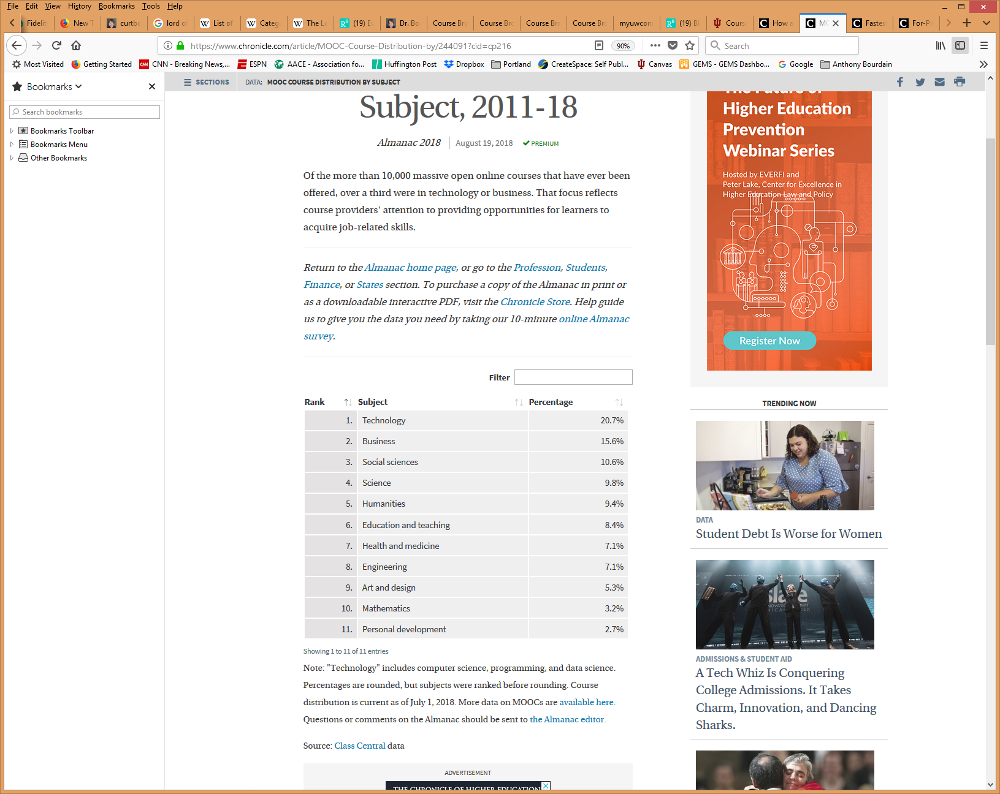 File Edit View History Bookmarks Tools Help
Fidelit New T curtbo lord o List of Categ The Lo (19) E Dr. Bo Course Bro Course Bro Course Bro Course Bro myuwcon (19) Bl Cours How a MO Fastes For-Pr
https://www.chronicle.com/article/MOOC-Course-Distribution-by/244091?cid=cp216 90% Search
Most Visited Getting Started CNN - Breaking News,... ESPN AACE - Association fo... Huffington Post Dropbox Portland CreateSpace: Self Publ... Canvas GEMS - GEMS Dashbo... Google Anthony Bourdain
Bookmarks
Search bookmarks
Bookmarks Toolbar
Bookmarks Menu
Other Bookmarks
SECTIONS DATA: MOOC COURSE DISTRIBUTION BY SUBJECT
Subject, 2011-18
Almanac 2018 August 19, 2018 PREMIUM
Of the more than 10,000 massive open online courses that have ever been
offered, over a third were in technology or business. That focus reflects
course providers' attention to providing opportunities for learners to
acquire job-related skills.
Return to the Almanac home page, or go to the Profession, Students,
Finance, or States section. To purchase a copy of the Almanac in print or
as a downloadable interactive PDF, visit the Chronicle Store. Help guide
us to give you the data you need by taking our 10-minute online Almanac
survey.
Filter
Rank Subject Percentage
1. Technology 20.7%
2. Business 15.6%
3. Social sciences 10.6%
4. Science 9.8%
5. Humanities 9.4%
6. Education and teaching 8.4%
7. Health and medicine 7.1%
8. Engineering 7.1%
9. Art and design 5.3%
10. Mathematics 3.2%
11. Personal development 2.7%
Showing 1 to 11 of 11 entries
Note: "Technology" includes computer science, programming, and data science.
Percentages are rounded, but subjects were ranked before rounding. Course
distribution is current as of July 1, 2018. More data on MOOCs are available here.
Questions or comments on the Almanac should be sent to the Almanac editor.
Source: Class Central data
ADVERTISEMENT
THE CHRONICLE OF HIGHER EDUCATION
The Future of
Higher Education
Prevention
Webinar Series
Hosted by EVERFI and
Peter Lake, Center for Excellence in
Higher Education Law and Policy
Register Now
TRENDING NOW
DATA
Student Debt Is Worse for Women
ADMISSIONS & STUDENT AID
A Tech Whiz Is Conquering
College Admissions. It Takes
Charm, Innovation, and Dancing
Sharks.